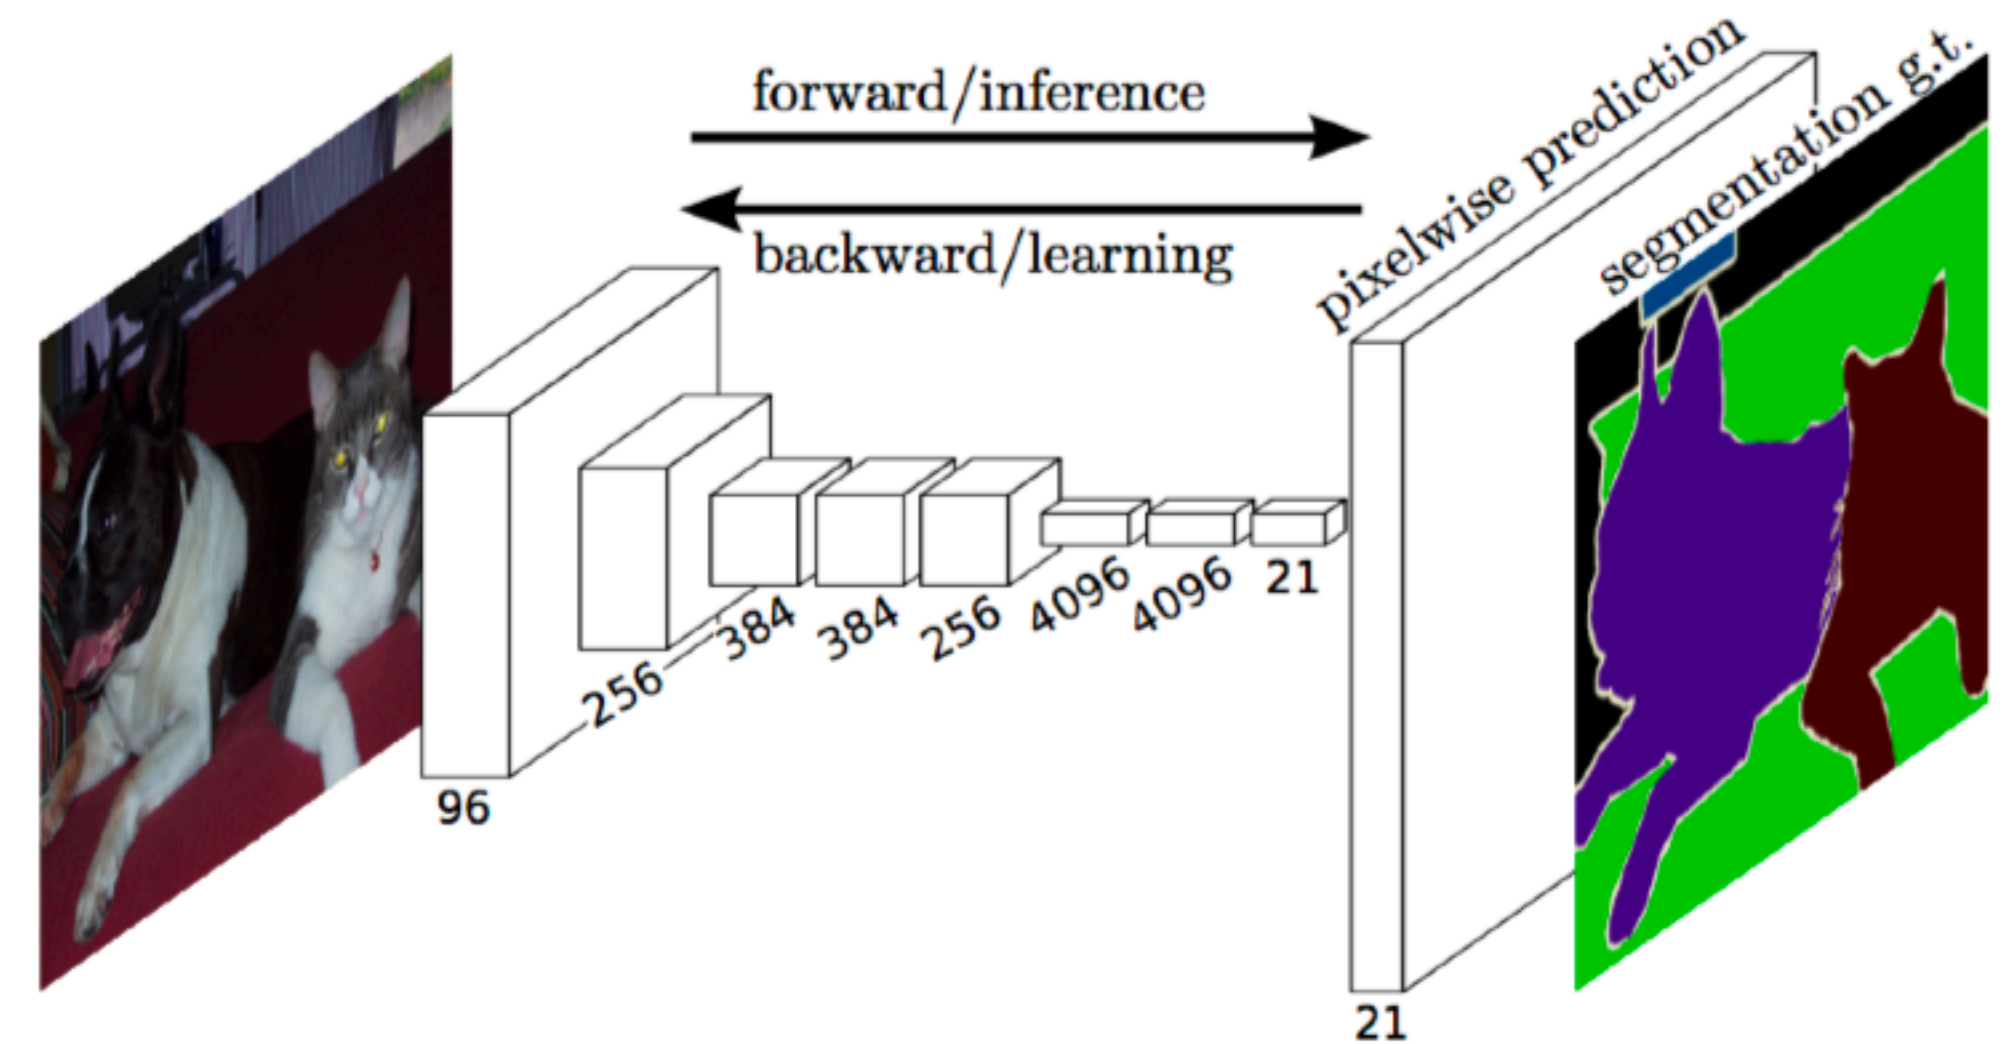 forward/inference
backward/learning
pixelwise prediction
segmentation g.t.
96
256
384
384
256
4096
4096
21
21